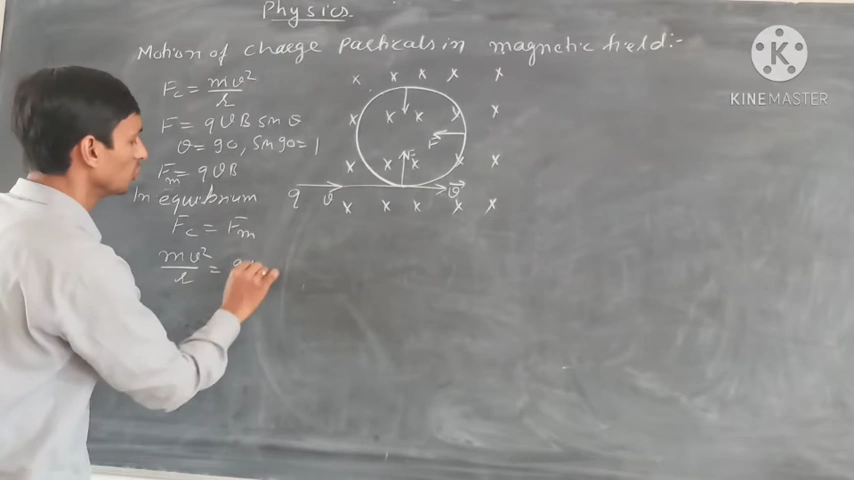 Physics.
Motion of charge Particals in magnetic field:-
Fc = mv²/r
F = qvB sin θ
θ = 90, sin 90 = 1
Fm = qvB
In equibrium
Fc = Fm
mv²/r = q
q v v
F
F
x x x x x
K
KINEMASTER